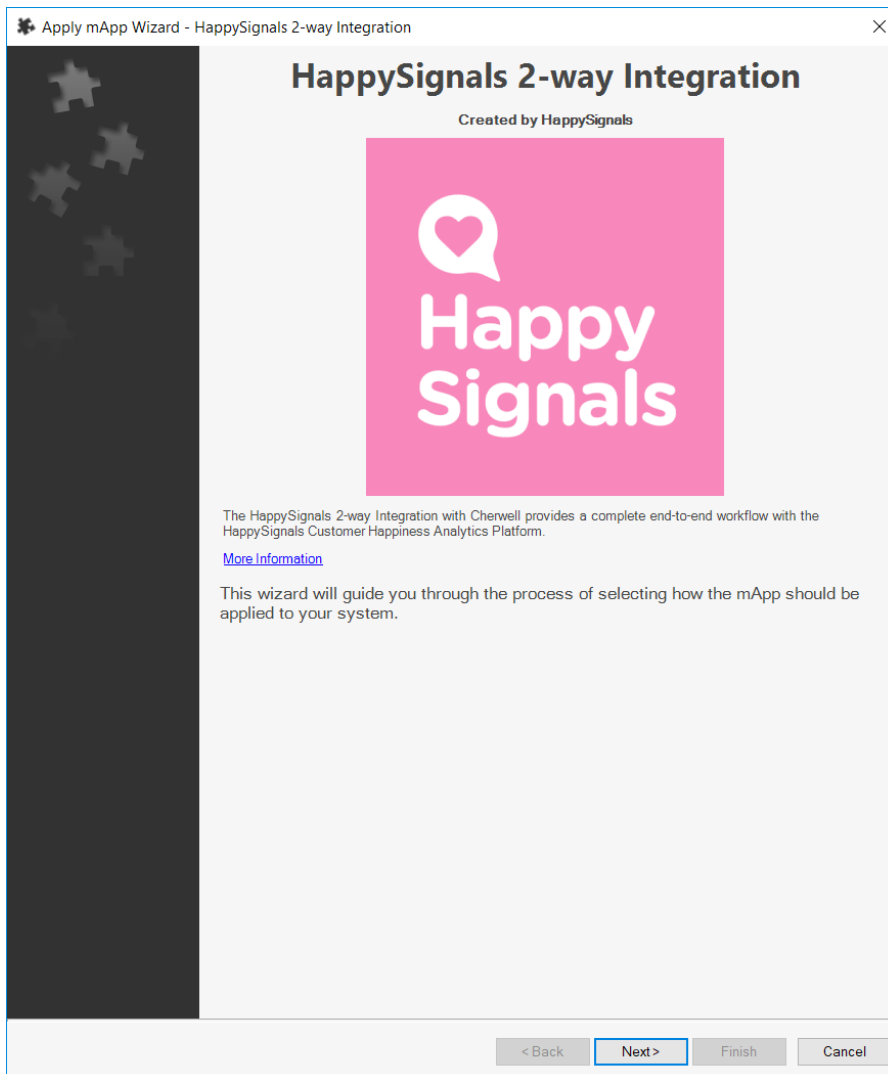 Apply mApp Wizard - HappySignals 2-way Integration
HappySignals 2-way Integration
Created by HappySignals
Happy
Signals
The HappySignals 2-way Integration with Cherwell provides a complete end-to-end workflow with the
HappySignals Customer Happiness Analytics Platform.
More Information
This wizard will guide you through the process of selecting how the mApp should be
applied to your system.
< Back
Next >
Finish
Cancel